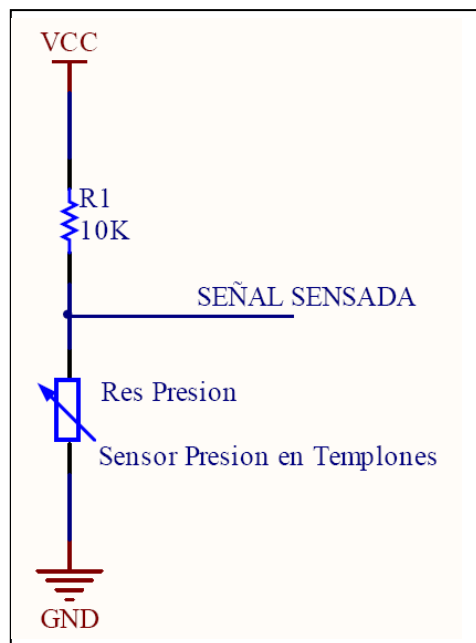 VCC
R1
10K
SEÑAL SENSADA
Res Presion
Sensor Presion en Templones
GND